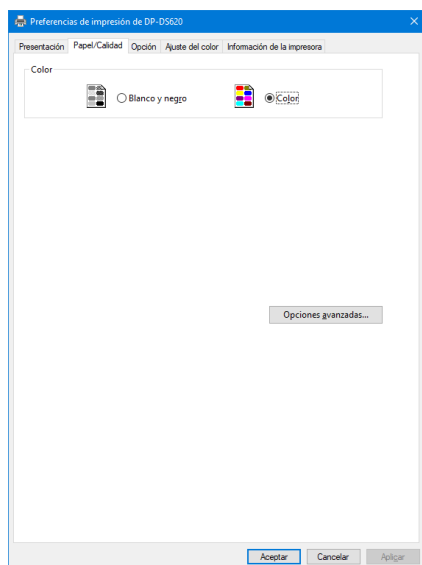 Preferencias de impresión de DP-DS620
Presentación Papel/Calidad Opción Ajuste del color Información de la impresora
Color
Blanco y negro Color
Opciones avanzadas...
Aceptar Cancelar Aplicar